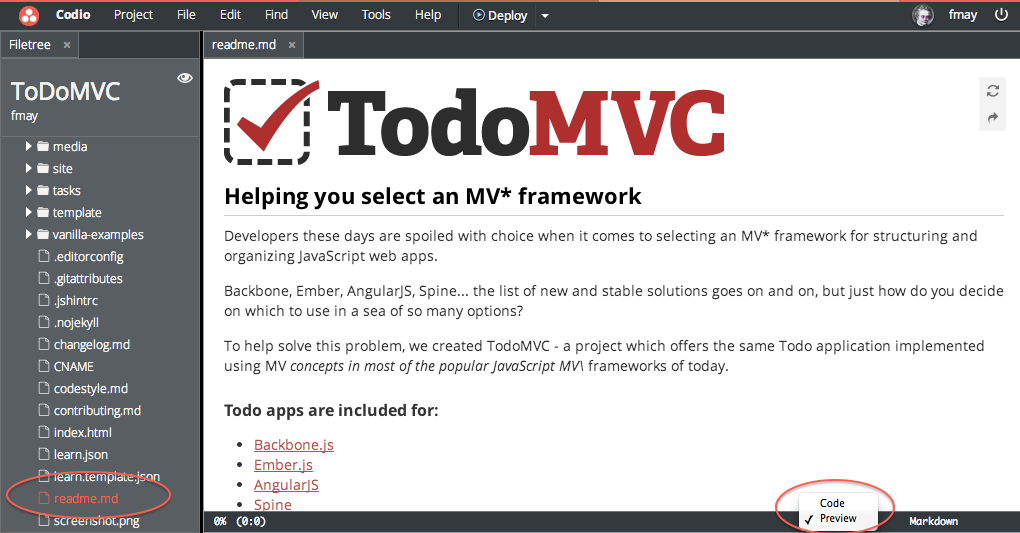 Codio Project File Edit Find View Tools Help Deploy fmay
Filetree × readme.md ×
ToDoMVC
fmay
media
site
tasks
template
vanilla-examples
.editorconfig
.gitattributes
.jshintrc
.nojekyll
changelog.md
CNAME
codestyle.md
contributing.md
index.html
learn.json
learn.template.json
readme.md
screenshot.png
TodoMVC
Helping you select an MV* framework
Developers these days are spoiled with choice when it comes to selecting an MV* framework for structuring and
organizing JavaScript web apps.
Backbone, Ember, AngularJS, Spine... the list of new and stable solutions goes on and on, but just how do you decide
on which to use in a sea of so many options?
To help solve this problem, we created TodoMVC - a project which offers the same Todo application implemented
using MV concepts in most of the popular JavaScript MV\ frameworks of today.
Todo apps are included for:
Backbone.js
Ember.js
AngularJS
Spine
Code
✓ Preview
0% (0:0) Markdown